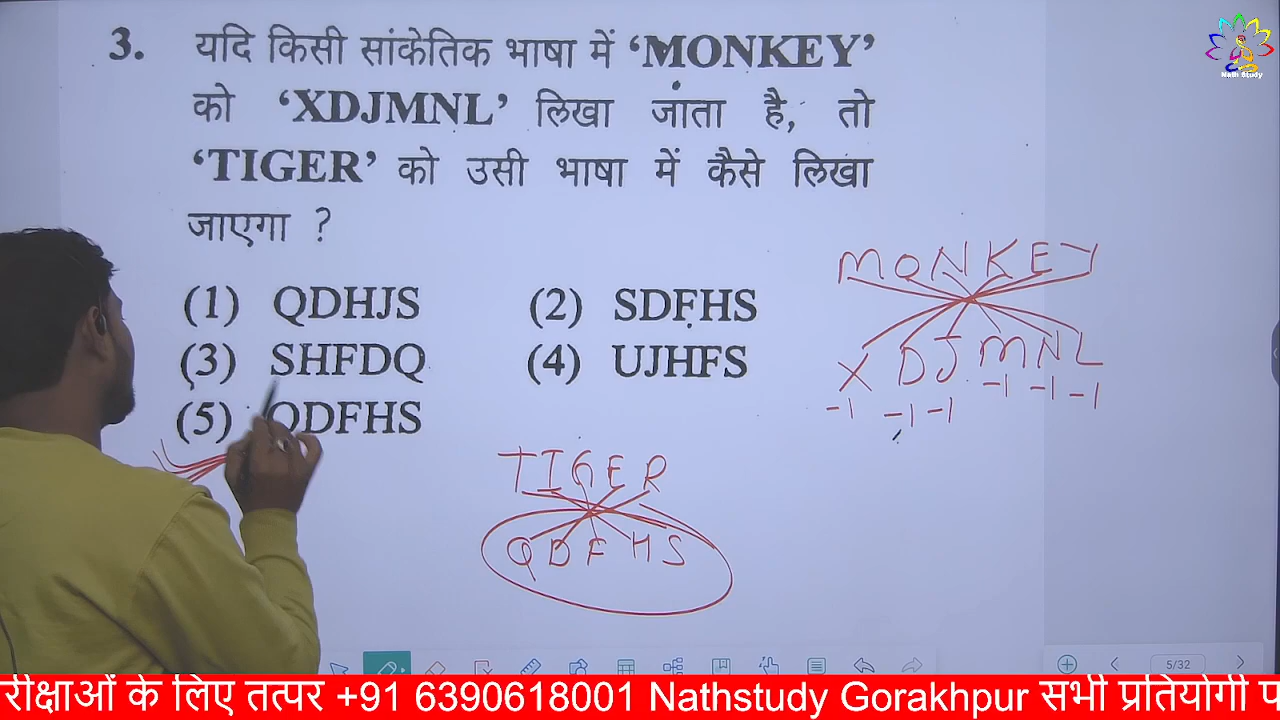 3. यदि किसी सांकेतिक भाषा में ‘MONKEY’
को ‘XDJMNL’ लिखा जाता है, तो
‘TIGER’ को उसी भाषा में कैसे लिखा
जाएगा ?
(1) QDHJS (2) SDFHS
(3) SHFDQ (4) UJHFS
(5) QDFHS
MONKEY
XDJMNL
-1 -1 -1 -1 -1 -1
TIGER
QDFHS
Nath Study
5/32
रीक्षाओं के लिए तत्पर +91 6390618001 Nathstudy Gorakhpur सभी प्रतियोगी प